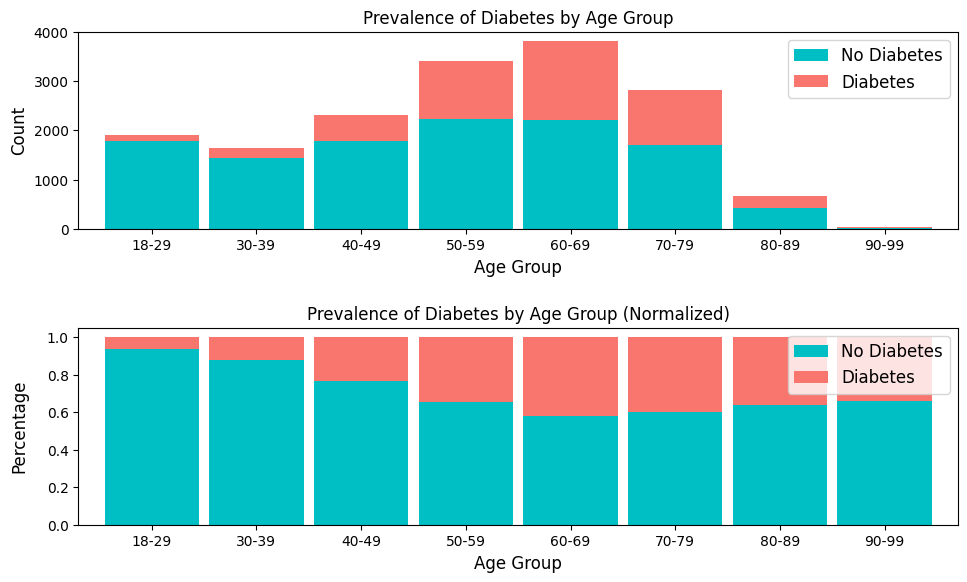 Prevalence of Diabetes by Age Group
4000
3000
2000
1000
0
Count
No Diabetes
Diabetes
18-29 30-39 40-49 50-59 60-69 70-79 80-89 90-99
Age Group
Prevalence of Diabetes by Age Group (Normalized)
1.0
0.8
0.6
0.4
0.2
0.0
Percentage
No Diabetes
Diabetes
18-29 30-39 40-49 50-59 60-69 70-79 80-89 90-99
Age Group